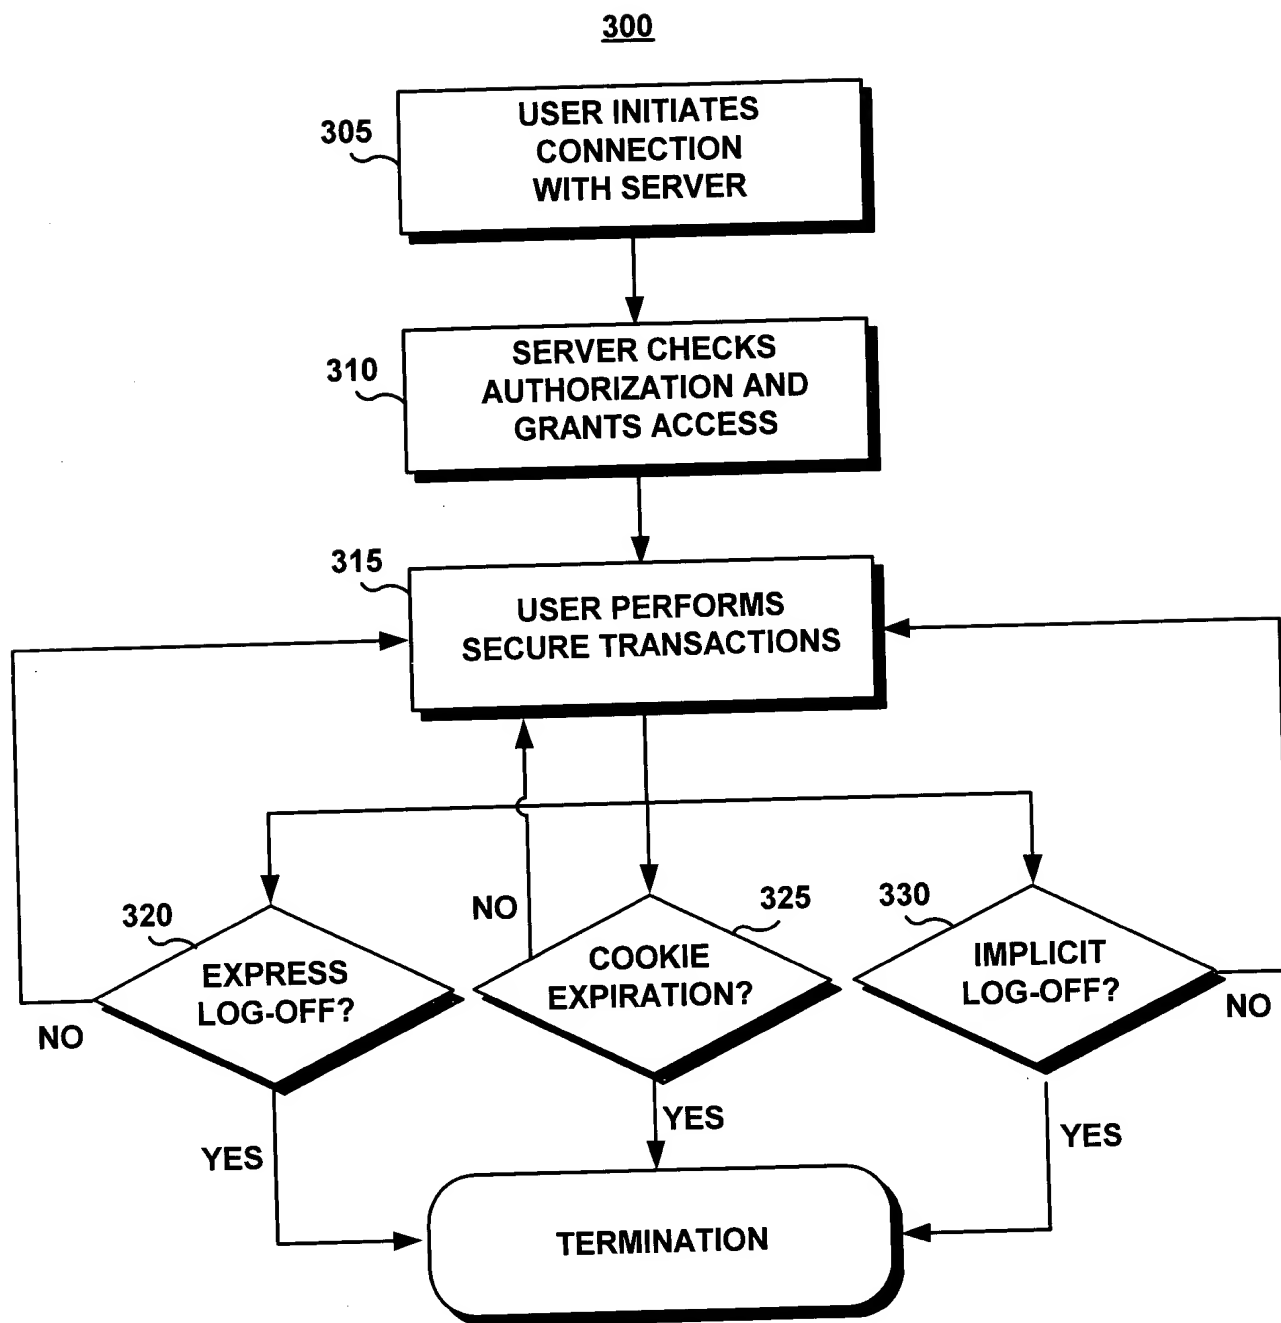 300
305
USER INITIATES
CONNECTION
WITH SERVER
310
SERVER CHECKS
AUTHORIZATION AND
GRANTS ACCESS
315
USER PERFORMS
SECURE TRANSACTIONS
320
EXPRESS
LOG-OFF?
NO
YES
325
COOKIE
EXPIRATION?
NO
YES
330
IMPLICIT
LOG-OFF?
NO
YES
TERMINATION